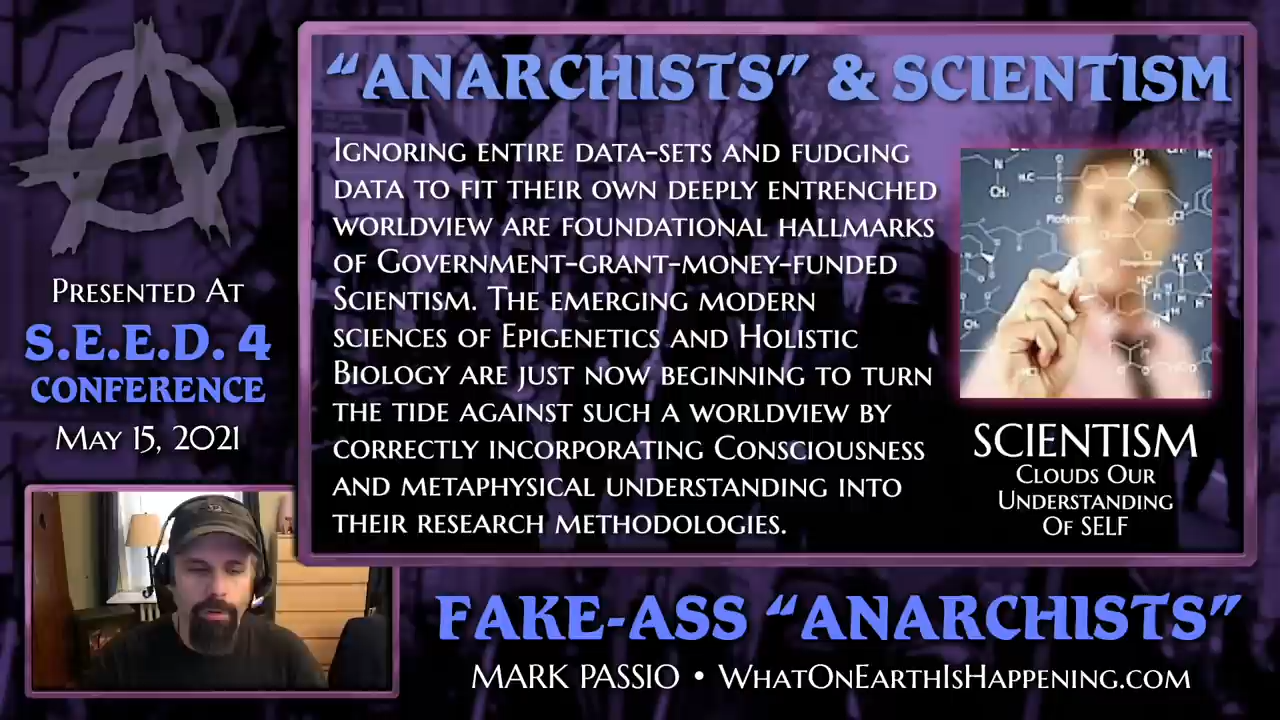 "ANARCHISTS" & SCIENTISM
IGNORING ENTIRE DATA-SETS AND FUDGING
DATA TO FIT THEIR OWN DEEPLY ENTRENCHED
WORLDVIEW ARE FOUNDATIONAL HALLMARKS
OF GOVERNMENT-GRANT-MONEY-FUNDED
SCIENTISM. THE EMERGING MODERN
SCIENCES OF EPIGENETICS AND HOLISTIC
BIOLOGY ARE JUST NOW BEGINNING TO TURN
THE TIDE AGAINST SUCH A WORLDVIEW BY
CORRECTLY INCORPORATING CONSCIOUSNESS
AND METAPHYSICAL UNDERSTANDING INTO
THEIR RESEARCH METHODOLOGIES.
SCIENTISM
CLOUDS OUR
UNDERSTANDING
OF SELF
PRESENTED AT
S.E.E.D. 4
CONFERENCE
MAY 15, 2021
FAKE-ASS "ANARCHISTS"
MARK PASSIO • WHATONEARTHISHAPPENING.COM